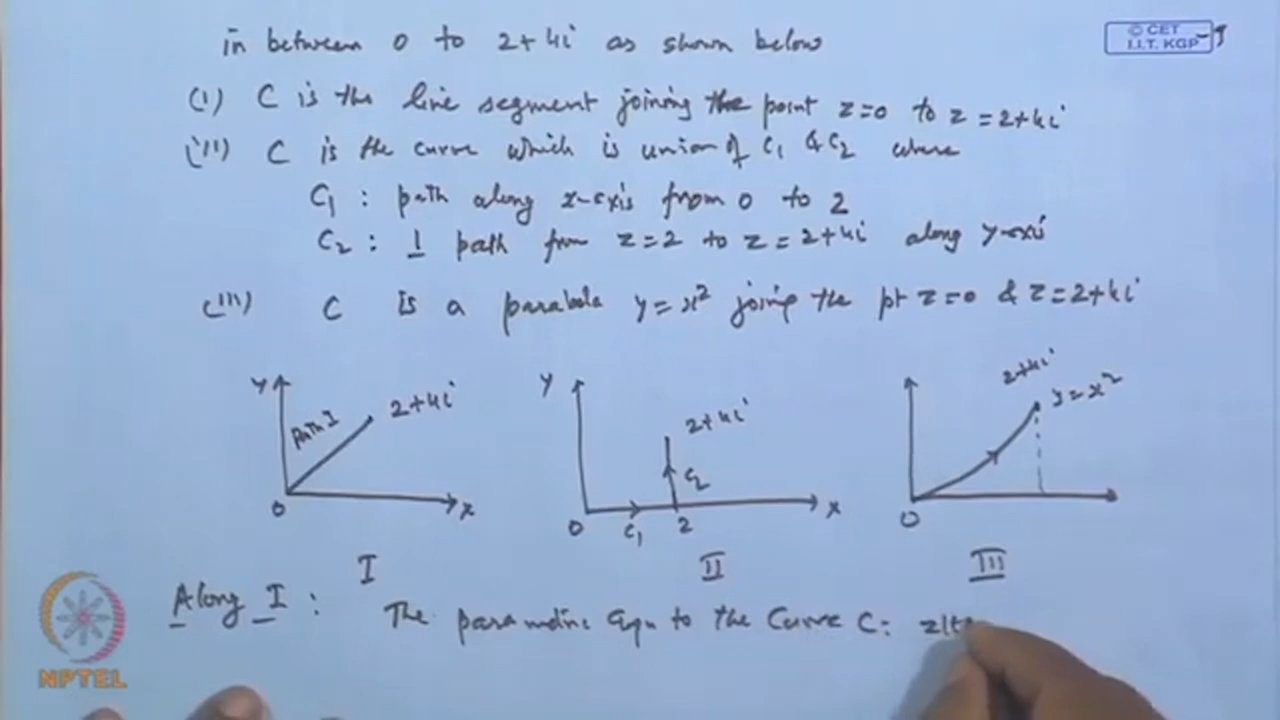 in between 0 to 2+4i as shown below
© CET
I.I.T. KGP
(i) C is the line segment joining the point z=0 to z=2+4i
(ii) C is the curve which is union of C₁ & C₂ where
C₁ : path along x-axis from 0 to 2
C₂ : ⊥ path from z=2 to z=2+4i along y-axi
(iii) C is a parabola y=x² joining the pt z=0 & z=2+4i
y
Path I
2+4i
0
x
I
y
2+4i
C₂
0
C₁
2
x
II
2+4i
y=x²
0
III
Along I : The parametric Equ to the Curve C: z(t)
NPTEL